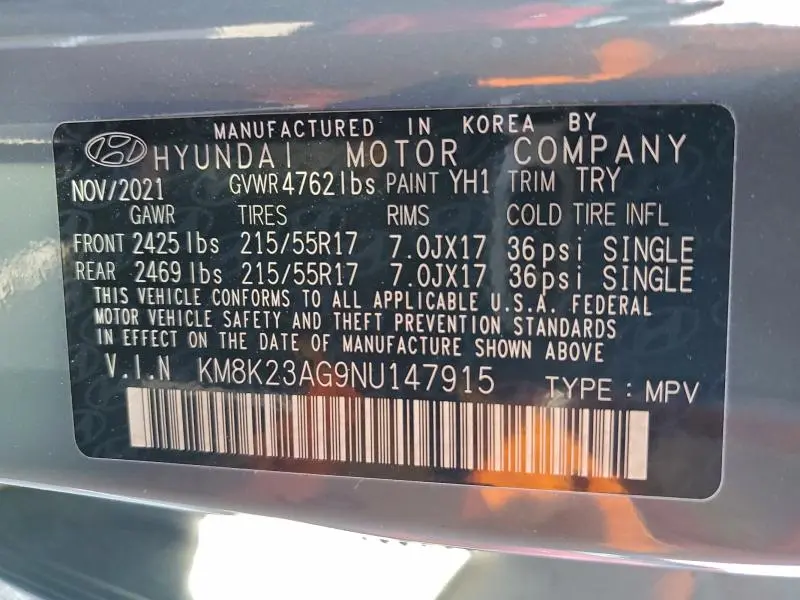 MANUFACTURED IN KOREA BY
HYUNDAI MOTOR COMPANY
NOV/2021 GVWR 4762 lbs PAINT YH1 TRIM TRY
GAWR TIRES RIMS COLD TIRE INFL
FRONT 2425 lbs 215/55R17 7.0JX17 36psi SINGLE
REAR 2469 lbs 215/55R17 7.0JX17 36psi SINGLE
THIS VEHICLE CONFORMS TO ALL APPLICABLE U.S.A. FEDERAL
MOTOR VEHICLE SAFETY AND THEFT PREVENTION STANDARDS
IN EFFECT ON THE DATE OF MANUFACTURE SHOWN ABOVE
V.I.N KM8K23AG9NU147915 TYPE : MPV